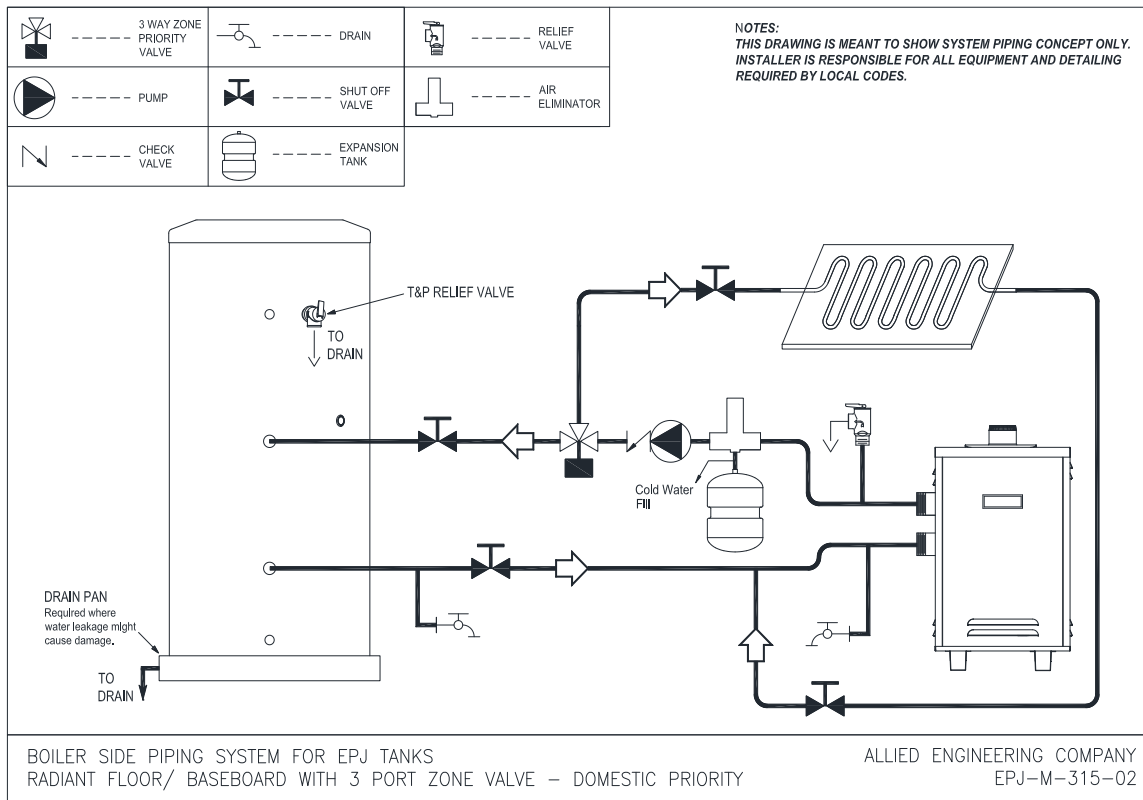 3 WAY ZONE
PRIORITY
VALVE
DRAIN
RELIEF
VALVE
PUMP
SHUT OFF
VALVE
AIR
ELIMINATOR
CHECK
VALVE
EXPANSION
TANK
NOTES:
THIS DRAWING IS MEANT TO SHOW SYSTEM PIPING CONCEPT ONLY.
INSTALLER IS RESPONSIBLE FOR ALL EQUIPMENT AND DETAILING
REQUIRED BY LOCAL CODES.
T&P RELIEF VALVE
TO
DRAIN
Cold Water
Fill
DRAIN PAN
Required where
water leakage might
cause damage.
TO
DRAIN
BOILER SIDE PIPING SYSTEM FOR EPJ TANKS
RADIANT FLOOR/ BASEBOARD WITH 3 PORT ZONE VALVE – DOMESTIC PRIORITY
ALLIED ENGINEERING COMPANY
EPJ-M-315-02